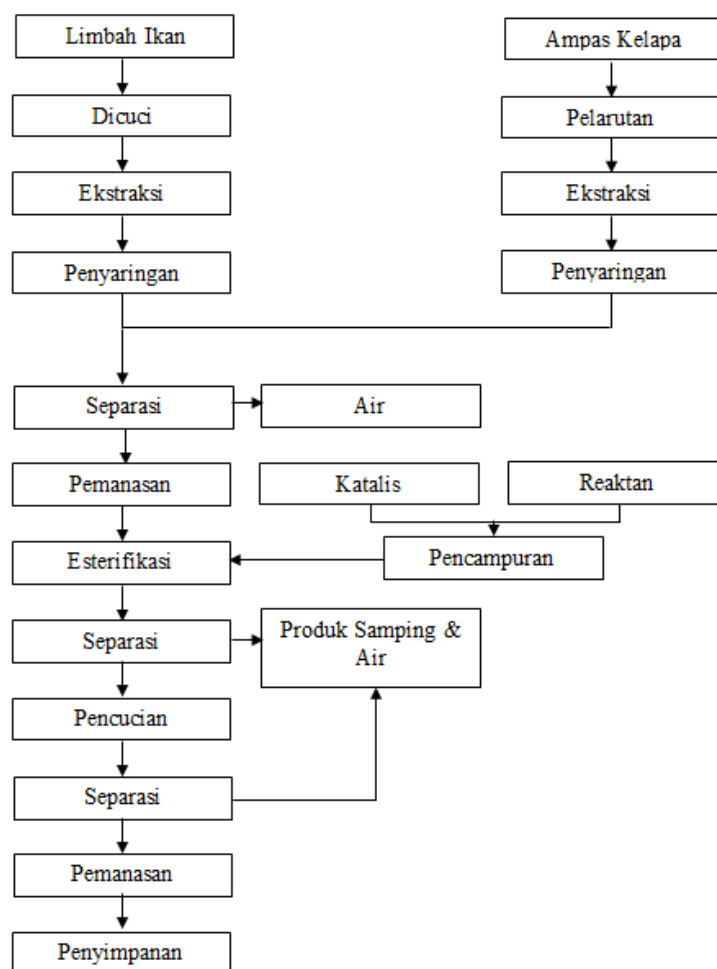 Limbah Ikan
Ampas Kelapa
Dicuci
Pelarutan
Ekstraksi
Ekstraksi
Penyaringan
Penyaringan
Separasi
Air
Pemanasan
Katalis
Reaktan
Esterifikasi
Pencampuran
Separasi
Produk Samping &
Air
Pencucian
Separasi
Pemanasan
Penyimpanan